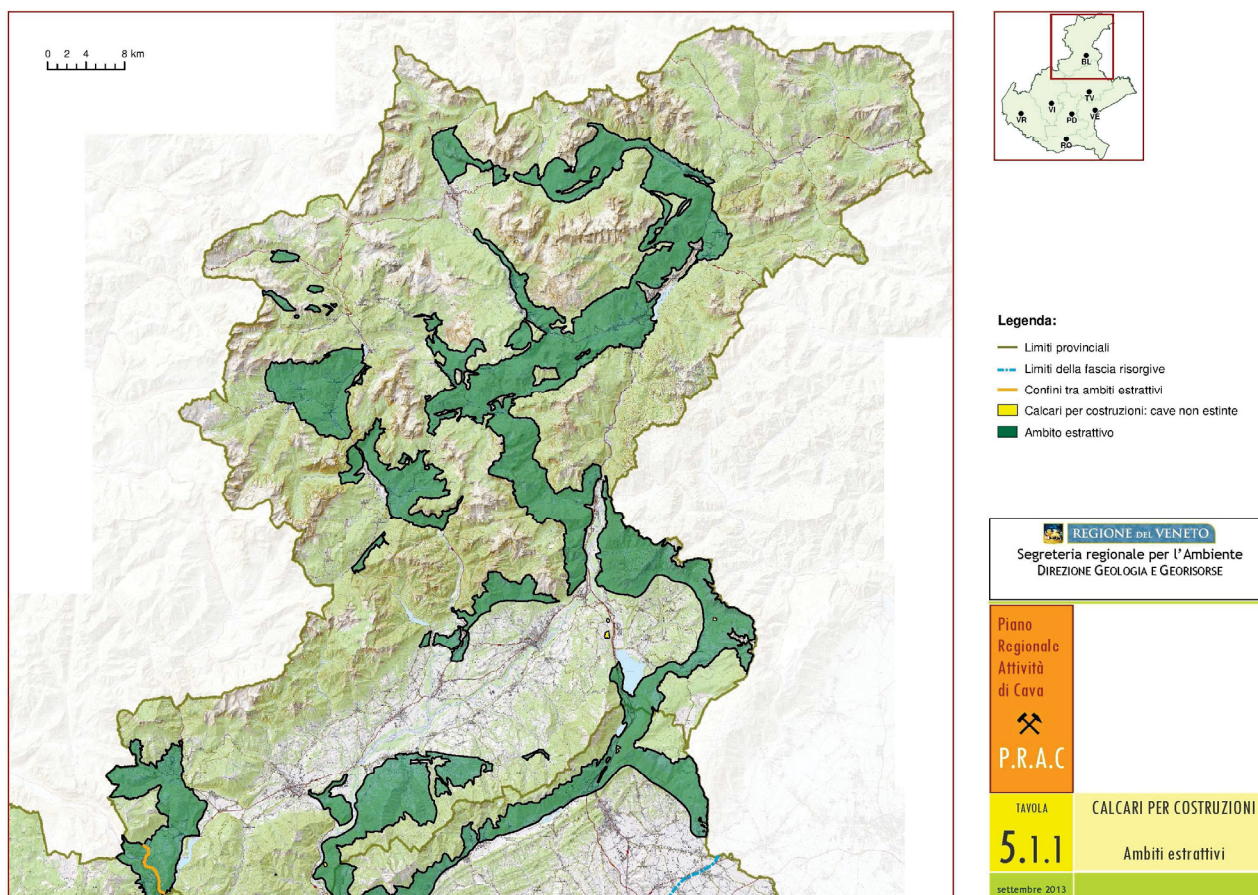 0 2 4 8 km
BL
TV
VI
VR
PD
VE
RO
Legenda:
Limiti provinciali
Limiti della fascia risorgive
Confini tra ambiti estrattivi
Calcari per costruzioni: cave non estinte
Ambito estrattivo
REGIONE DEL VENETO
Segreteria regionale per l'Ambiente
DIREZIONE GEOLOGIA E GEORISORSE
Piano
Regionale
Attività
di Cava
P.R.A.C
TAVOLA
5.1.1
CALCARI PER COSTRUZIONI
Ambiti estrattivi
settembre 2013